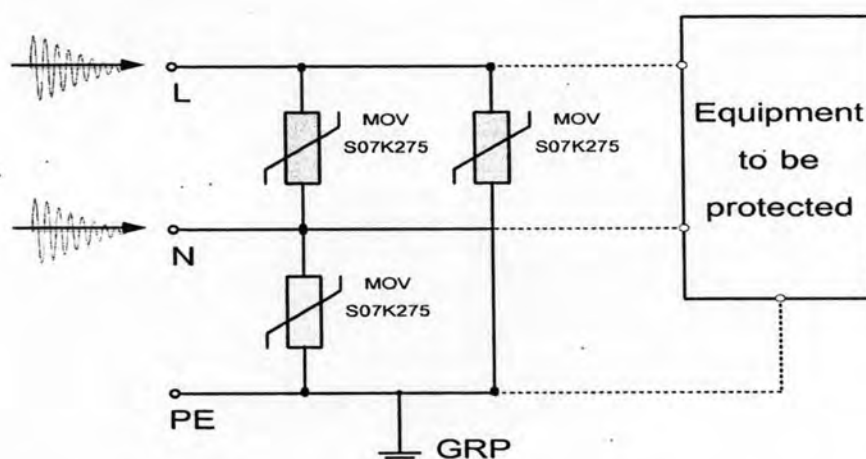 L
MOV
S07K275
MOV
S07K275
Equipment
to be
protected
N
MOV
S07K275
PE
GRP